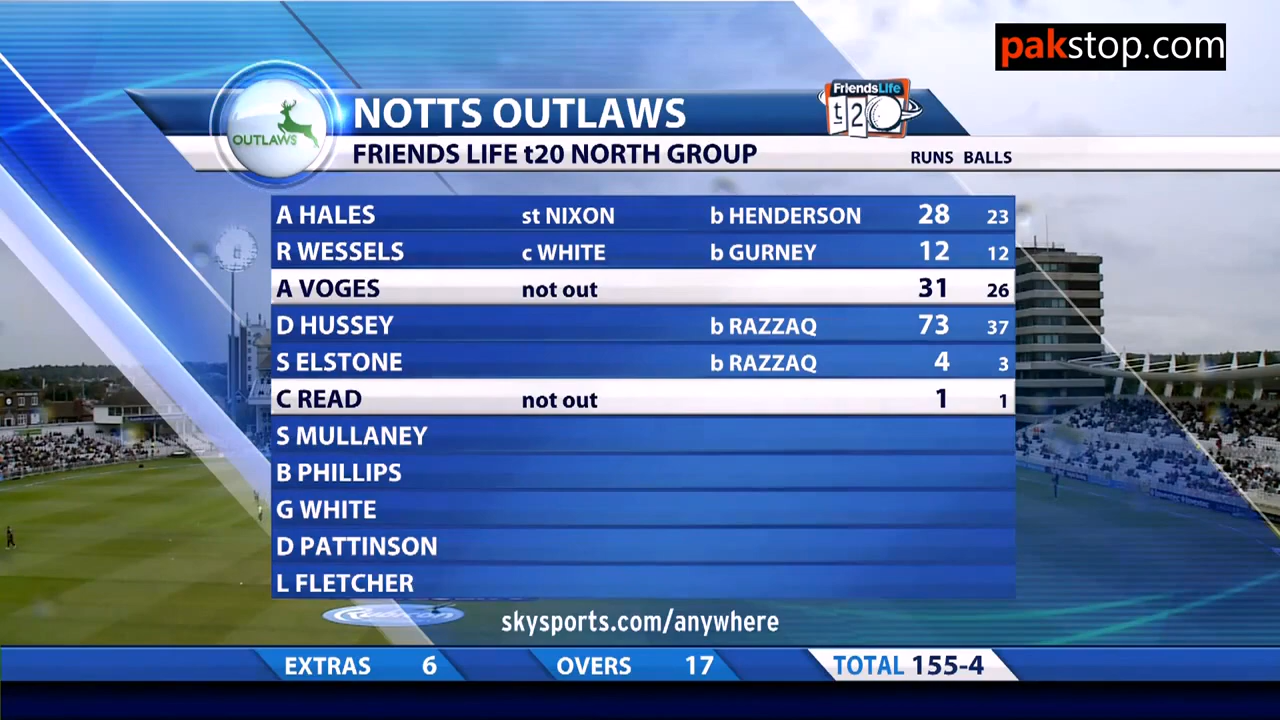 pakstop.com
OUTLAWS
NOTTS OUTLAWS
FriendsLife
t20
FRIENDS LIFE t20 NORTH GROUP RUNS BALLS
A HALES st NIXON b HENDERSON 28 23
R WESSELS c WHITE b GURNEY 12 12
A VOGES not out 31 26
D HUSSEY b RAZZAQ 73 37
S ELSTONE b RAZZAQ 4 3
C READ not out 1 1
S MULLANEY
B PHILLIPS
G WHITE
D PATTINSON
L FLETCHER
skysports.com/anywhere
EXTRAS 6 OVERS 17 TOTAL 155-4